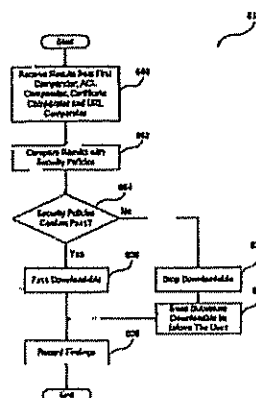 Start
Receive Results from First
Comparator, ACL
Comparator, Certificate
Comparator and URL
Comparator
Compare Results with
Security Policies
Security Policies
Confirm Pass?
No
Yes
Pass Downloadable
Stop Downloadable
Send Substitute
Downloadable to
Inform The User
Record Findings
End